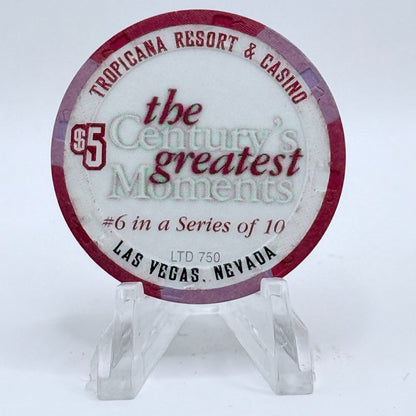 TROPICANA RESORT & CASINO
$5
the
Century's
greatest
Moments
#6 in a Series of 10
LTD 750
LAS VEGAS, NEVADA